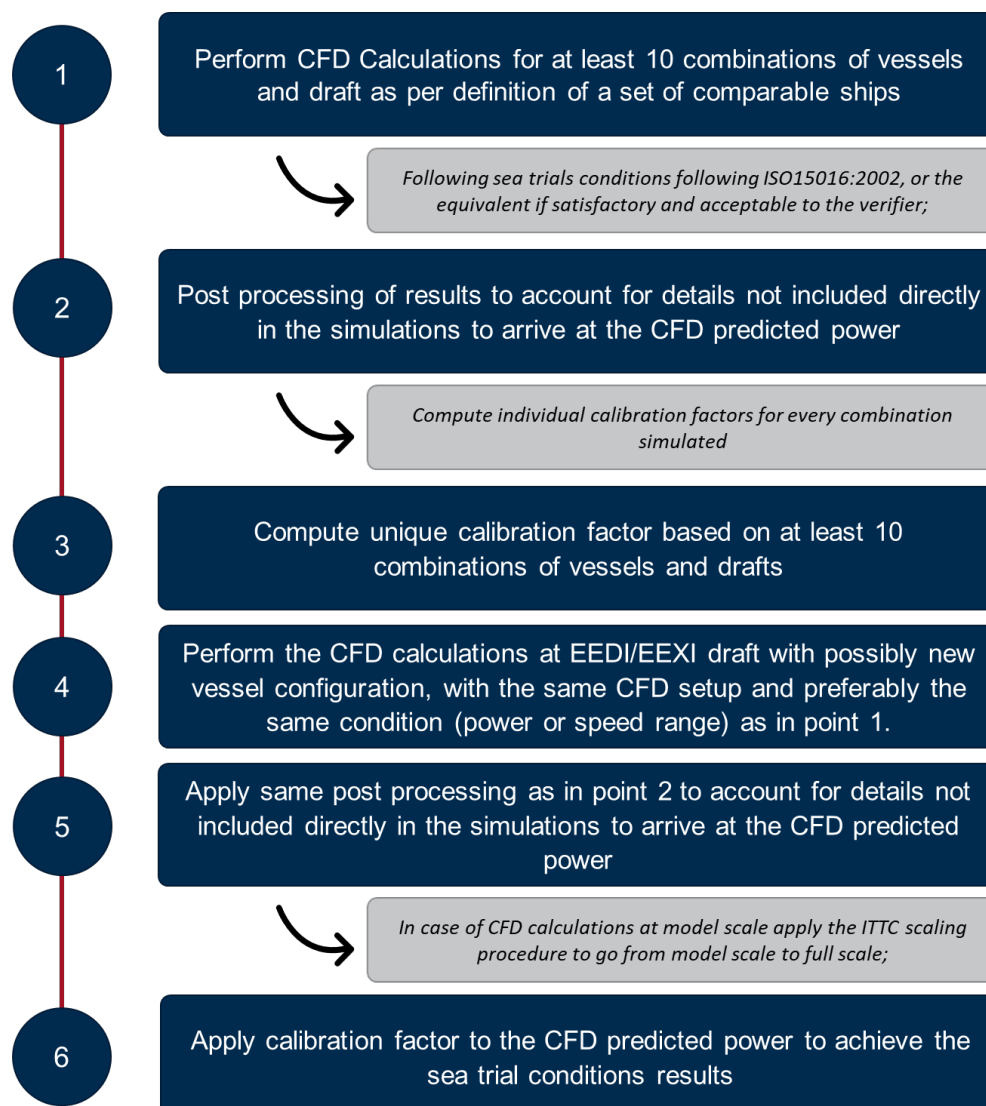 1
Perform CFD Calculations for at least 10 combinations of vessels
and draft as per definition of a set of comparable ships
Following sea trials conditions following ISO15016:2002, or the
equivalent if satisfactory and acceptable to the verifier;
2
Post processing of results to account for details not included directly
in the simulations to arrive at the CFD predicted power
Compute individual calibration factors for every combination
simulated
3
Compute unique calibration factor based on at least 10
combinations of vessels and drafts
4
Perform the CFD calculations at EEDI/EEXI draft with possibly new
vessel configuration, with the same CFD setup and preferably the
same condition (power or speed range) as in point 1.
5
Apply same post processing as in point 2 to account for details not
included directly in the simulations to arrive at the CFD predicted
power
In case of CFD calculations at model scale apply the ITTC scaling
procedure to go from model scale to full scale;
6
Apply calibration factor to the CFD predicted power to achieve the
sea trial conditions results